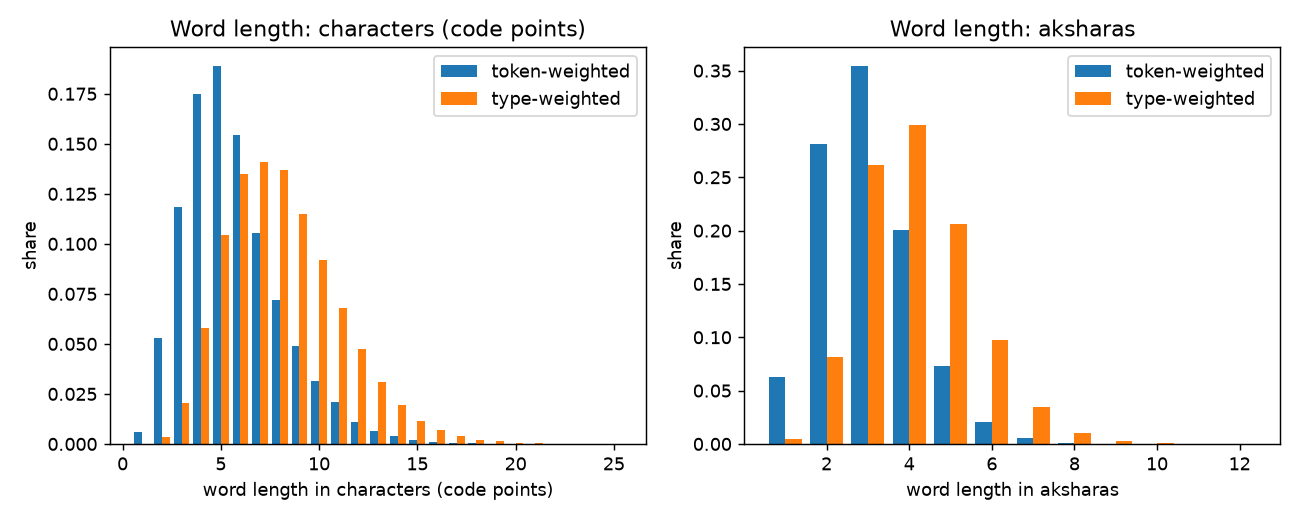 Word length: characters (code points)
token-weighted
type-weighted
0.175
0.150
0.125
0.100
0.075
0.050
0.025
0.000
share
0 5 10 15 20 25
word length in characters (code points)
Word length: aksharas
token-weighted
type-weighted
0.35
0.30
0.25
0.20
0.15
0.10
0.05
0.00
share
2 4 6 8 10 12
word length in aksharas